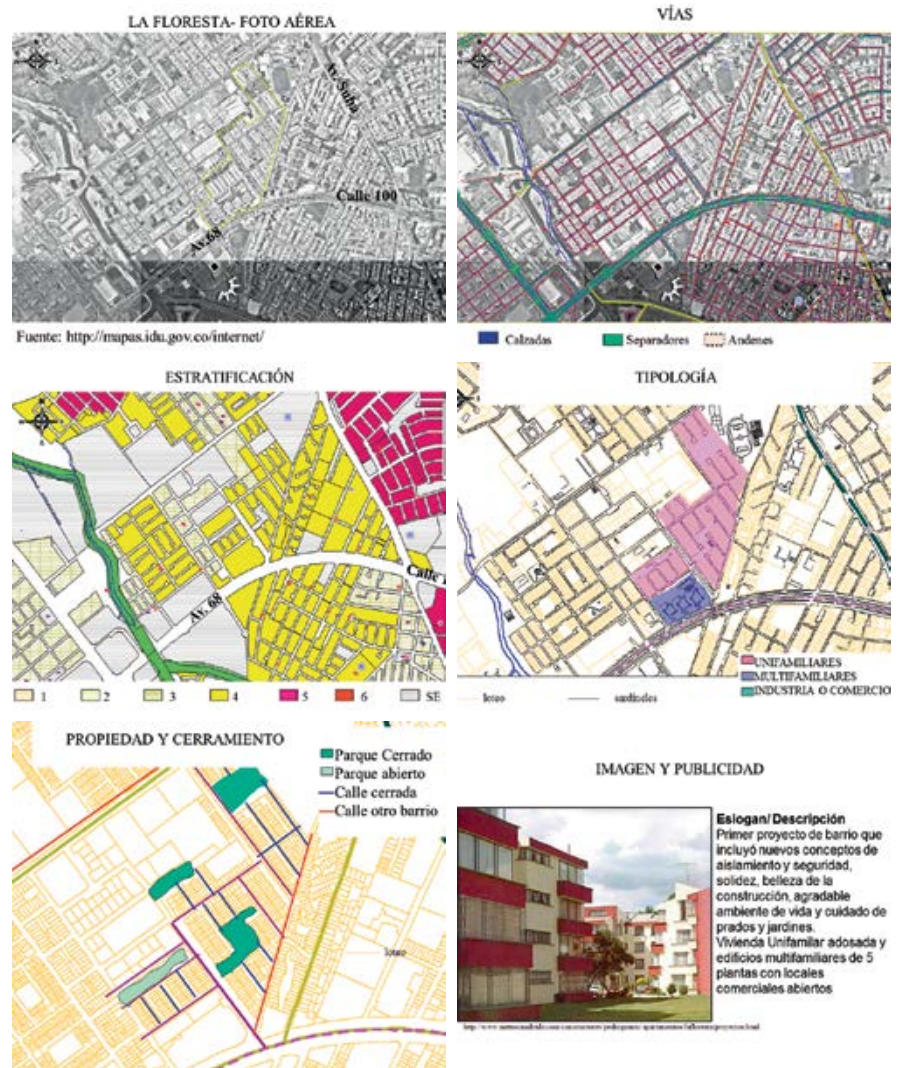 LA FLORESTA- FOTO AÉREA
Av. Suba
Calle 100
Av.68
Fuente: http://mapas.idu.gov.co/internet/
VÍAS
Calzadas
Separadores
Andenes
ESTRATIFICACIÓN
Av. 68
Calle 1
1
2
3
4
5
6
SE
TIPOLOGÍA
UNIFAMILIARES
MULTIFAMILIARES
INDUSTRIA O COMERCIO
loteo
sardineles
PROPIEDAD Y CERRAMIENTO
Parque Cerrado
Parque abierto
Calle cerrada
Calle otro barrio
loteo
IMAGEN Y PUBLICIDAD
Eslogan/ Descripción
Primer proyecto de barrio que
incluyó nuevos conceptos de
aislamiento y seguridad,
solidez, belleza de la
construcción, agradable
ambiente de vida y cuidado de
prados y jardines.
Vivienda Unifamilar adosada y
edificios multifamiliares de 5
plantas con locales
comerciales abiertos